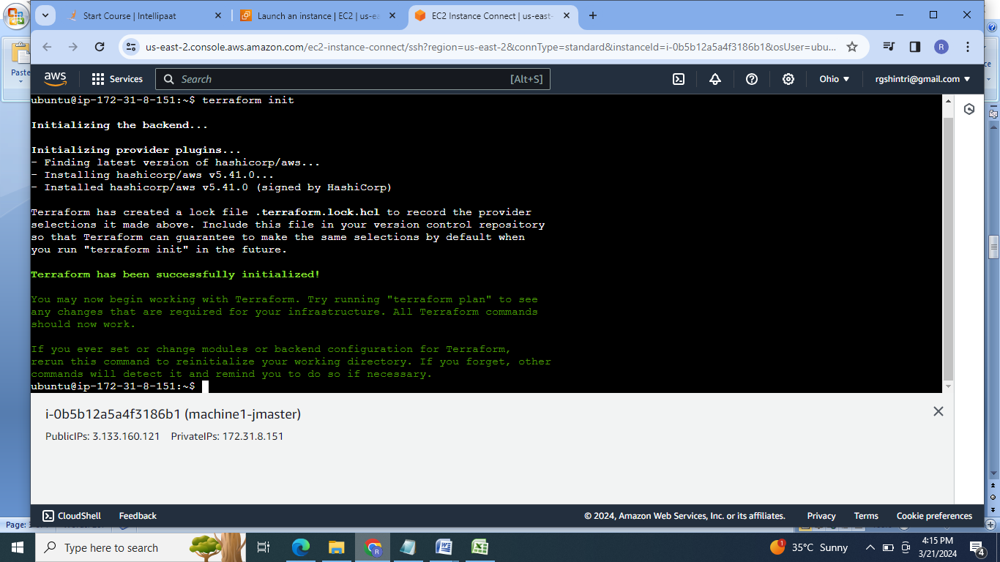 Start Course | Intellipaat
Launch an instance | EC2 | us-ea
EC2 Instance Connect | us-east-
us-east-2.console.aws.amazon.com/ec2-instance-connect/ssh?region=us-east-2&connType=standard&instanceId=i-0b5b12a5a4f3186b1&osUser=ubu...
R
Paste
aws
Services
Search
[Alt+S]
Ohio
rgshintri@gmail.com
ubuntu@ip-172-31-8-151:~$ terraform init
Initializing the backend...
Initializing provider plugins...
- Finding latest version of hashicorp/aws...
- Installing hashicorp/aws v5.41.0...
- Installed hashicorp/aws v5.41.0 (signed by HashiCorp)
Terraform has created a lock file .terraform.lock.hcl to record the provider
selections it made above. Include this file in your version control repository
so that Terraform can guarantee to make the same selections by default when
you run "terraform init" in the future.
Terraform has been successfully initialized!
You may now begin working with Terraform. Try running "terraform plan" to see
any changes that are required for your infrastructure. All Terraform commands
should now work.
If you ever set or change modules or backend configuration for Terraform,
rerun this command to reinitialize your working directory. If you forget, other
commands will detect it and remind you to do so if necessary.
ubuntu@ip-172-31-8-151:~$
i-0b5b12a5a4f3186b1 (machine1-jmaster)
PublicIPs: 3.133.160.121 PrivateIPs: 172.31.8.151
CloudShell
Feedback
© 2024, Amazon Web Services, Inc. or its affiliates.
Privacy
Terms
Cookie preferences
Page:
Type here to search
R
1
35°C Sunny
4:15 PM
3/21/2024
4